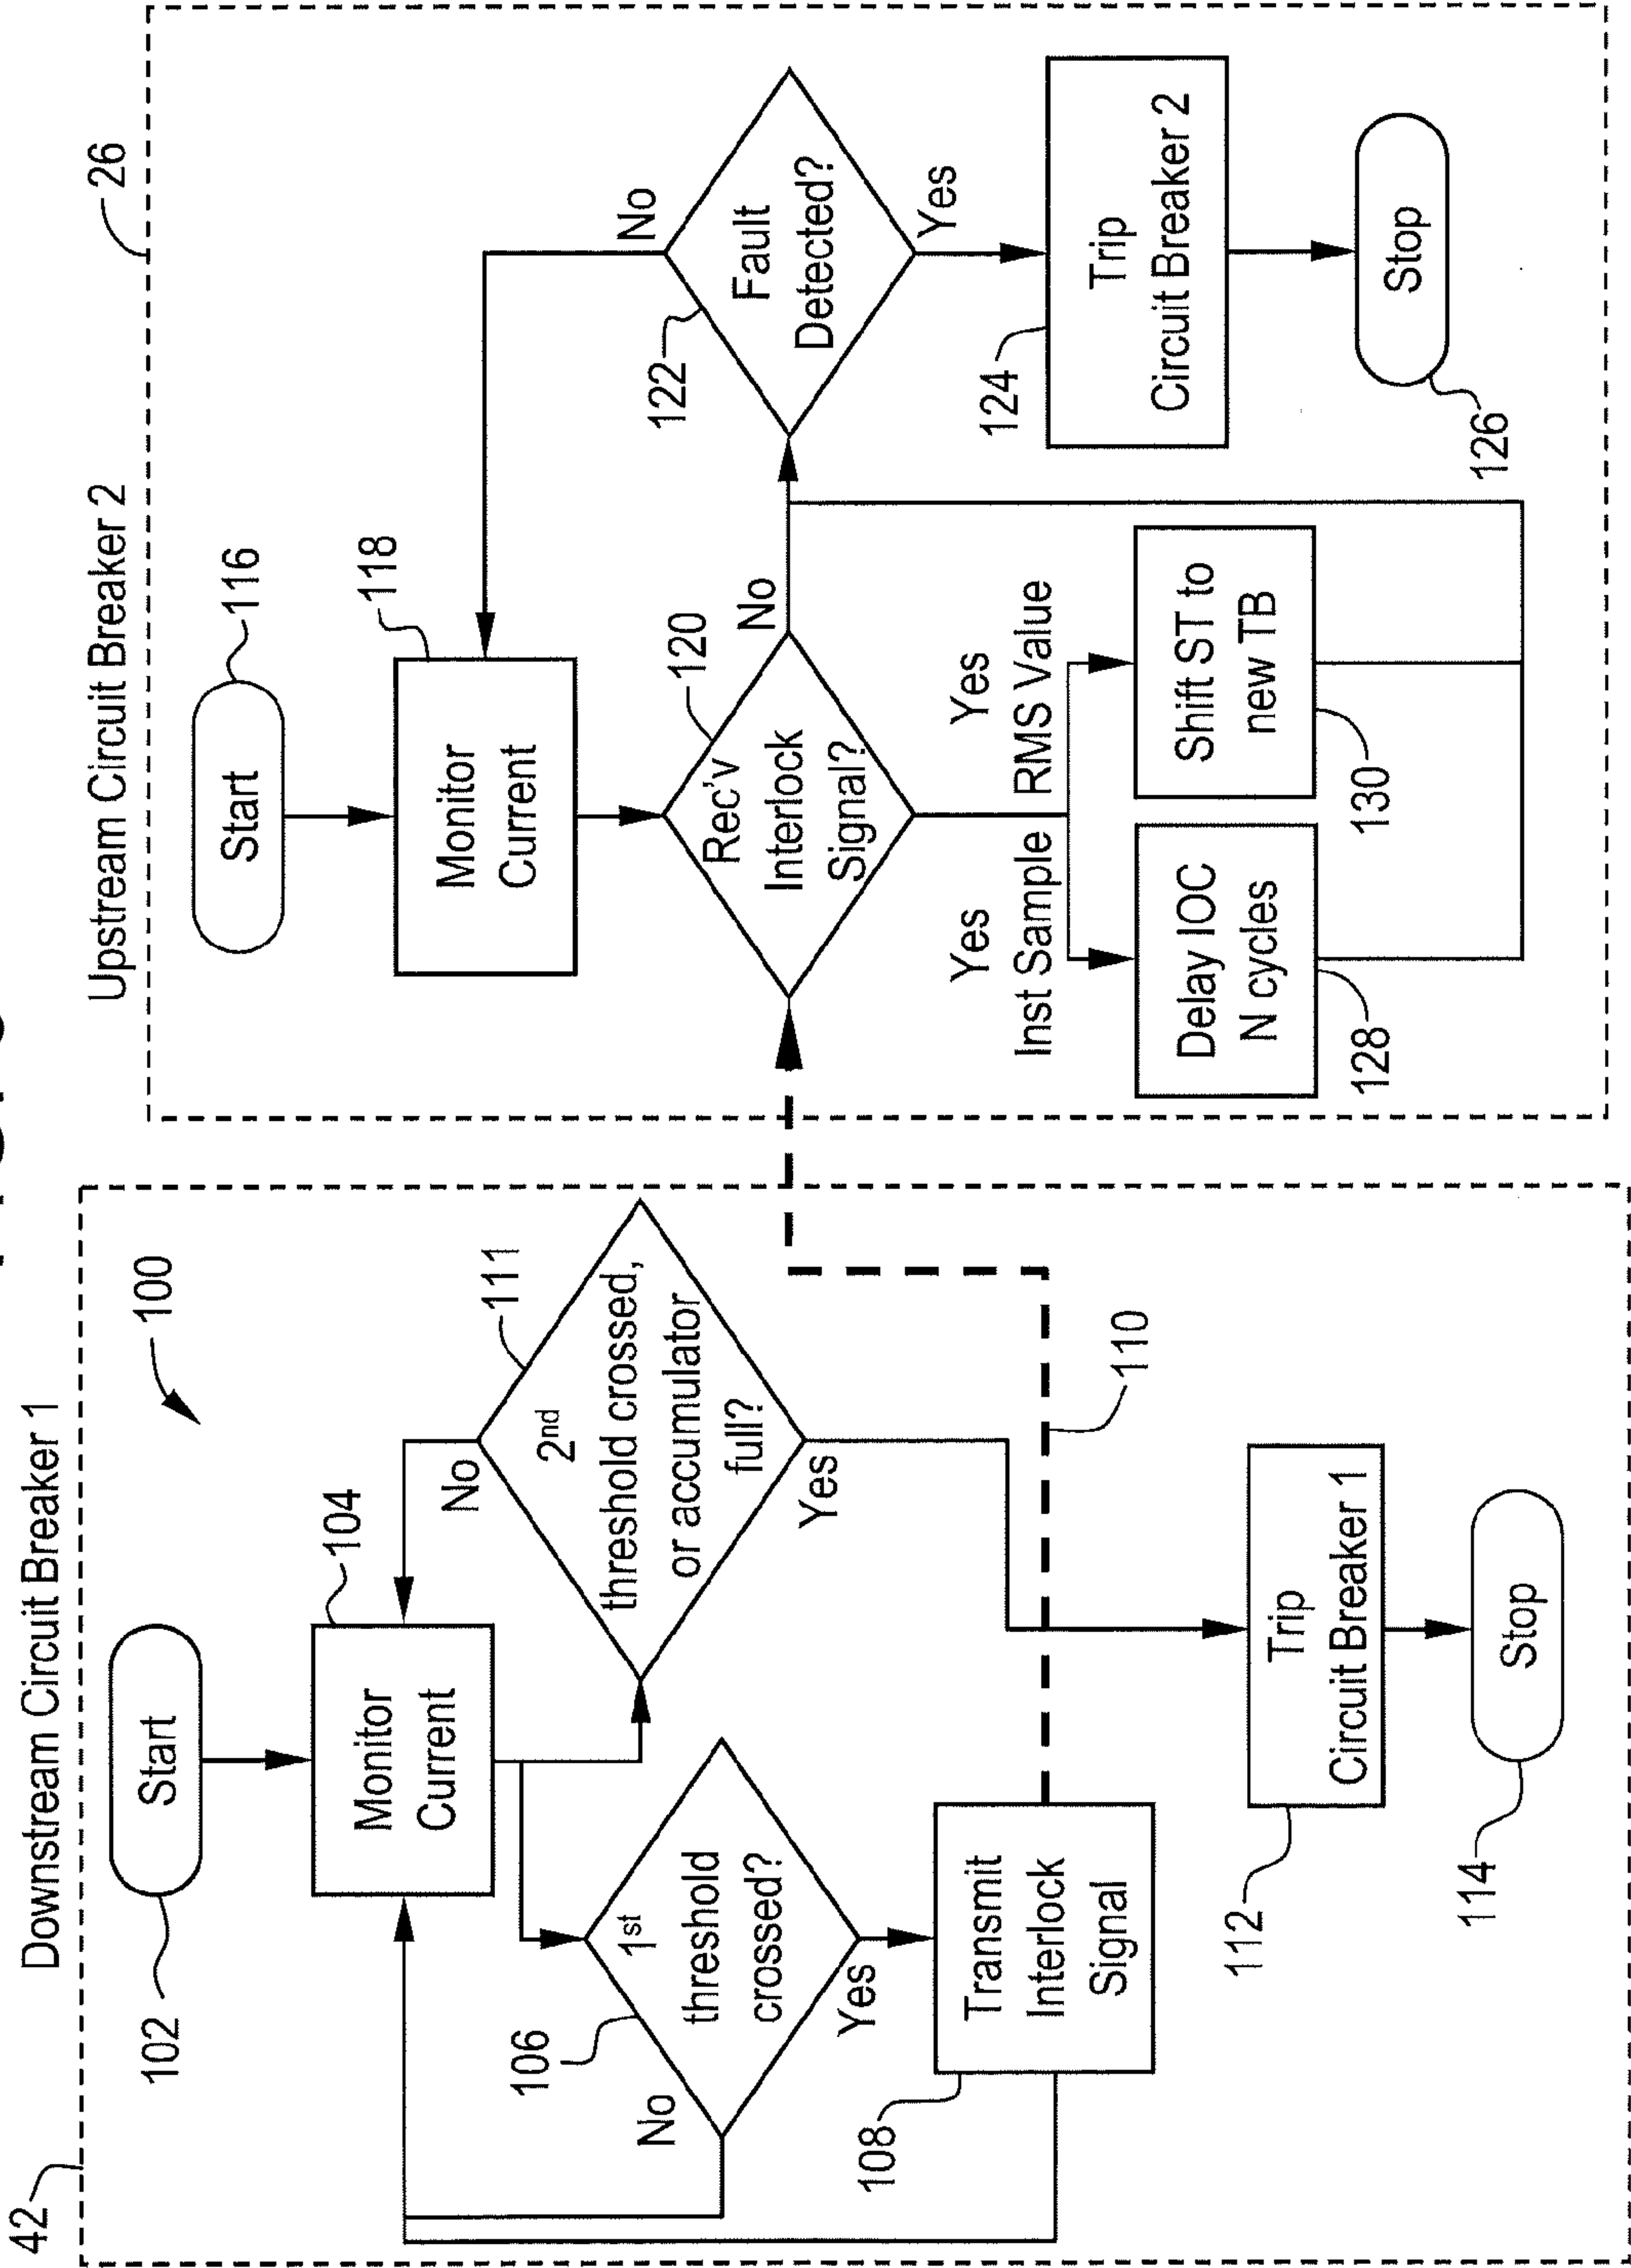 Downstream Circuit Breaker 1
42
100
Start
102
Monitor
Current
104
1st
threshold
crossed?
106
No
Yes
2nd
threshold crossed,
or accumulator
full?
111
No
Yes
Transmit
Interlock
Signal
108
110
Trip
Circuit Breaker 1
112
Stop
114
Upstream Circuit Breaker 2
26
Start
116
Monitor
Current
118
Rec'v
Interlock
Signal?
120
No
Fault
Detected?
122
No
Yes
Yes
Inst Sample
Yes
RMS Value
Delay IOC
N cycles
128
Shift ST to
new TB
130
Trip
Circuit Breaker 2
124
Stop
126